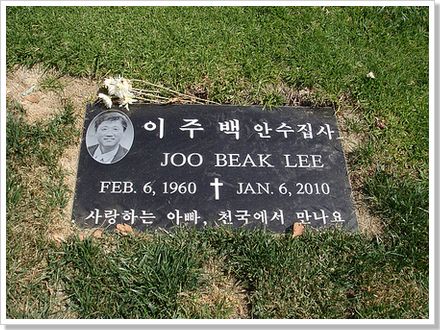 이 주 백 안수집사
JOO BEAK LEE
FEB. 6, 1960 JAN. 6, 2010
사랑하는 아빠, 천국에서 만나요